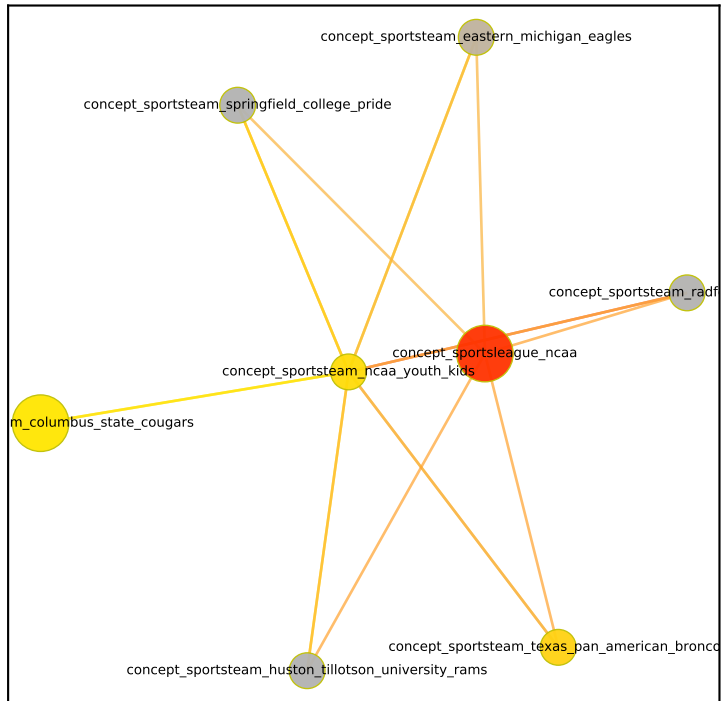 concept_sportsteam_eastern_michigan_eagles
concept_sportsteam_springfield_college_pride
concept_sportsteam_radf
concept_sportsleague_ncaa
concept_sportsteam_ncaa_youth_kids
m_columbus_state_cougars
concept_sportsteam_texas_pan_american_bronco
concept_sportsteam_huston_tillotson_university_rams